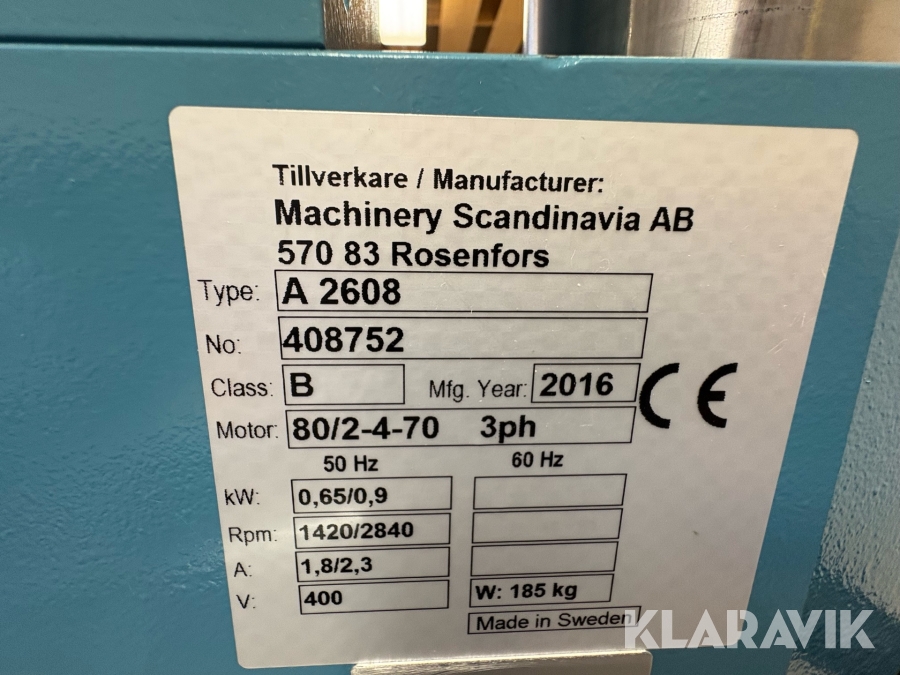 Tillverkare / Manufacturer:
Machinery Scandinavia AB
570 83 Rosenfors
Type: A 2608
No: 408752
Class: B Mfg. Year: 2016 CE
Motor: 80/2-4-70 3ph
50 Hz 60 Hz
kW: 0,65/0,9
Rpm: 1420/2840
A: 1,8/2,3
V: 400 W: 185 kg
Made in Sweden
KLARAVIK